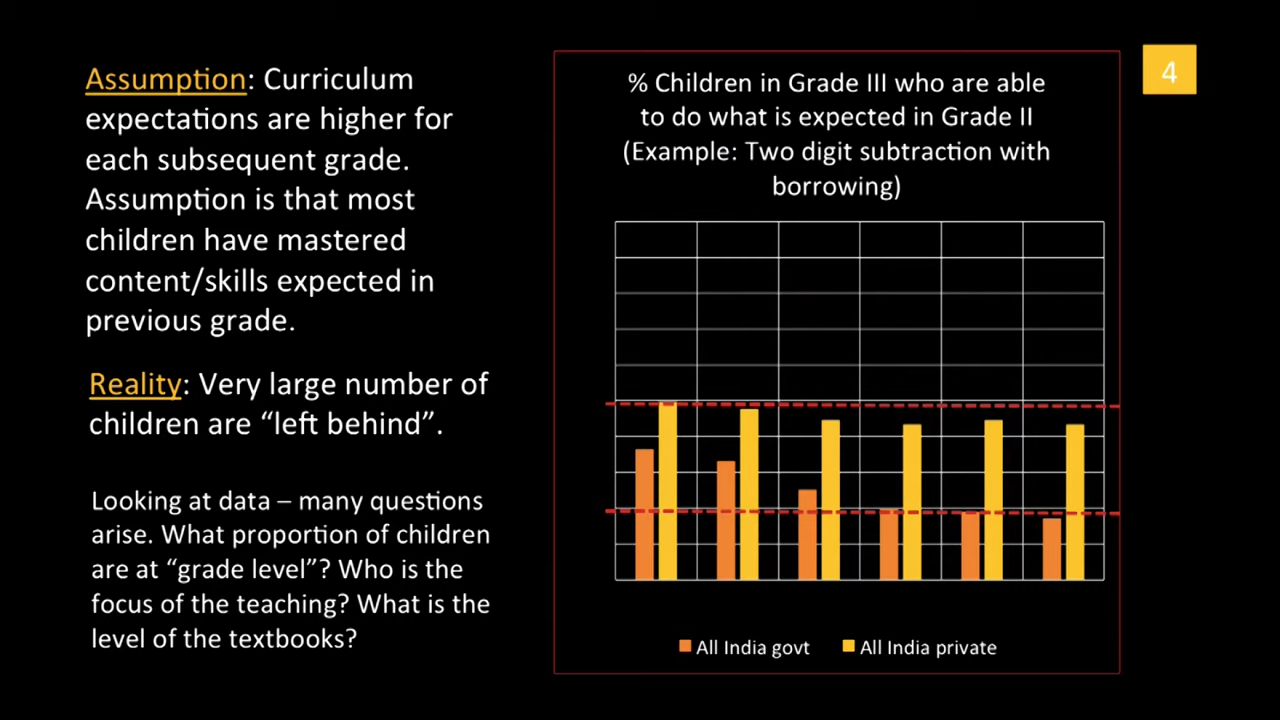 Assumption: Curriculum
expectations are higher for
each subsequent grade.
Assumption is that most
children have mastered
content/skills expected in
previous grade.
Reality: Very large number of
children are “left behind”.
Looking at data – many questions
arise. What proportion of children
are at “grade level”? Who is the
focus of the teaching? What is the
level of the textbooks?
% Children in Grade III who are able
to do what is expected in Grade II
(Example: Two digit subtraction with
borrowing)
All India govt
All India private
4